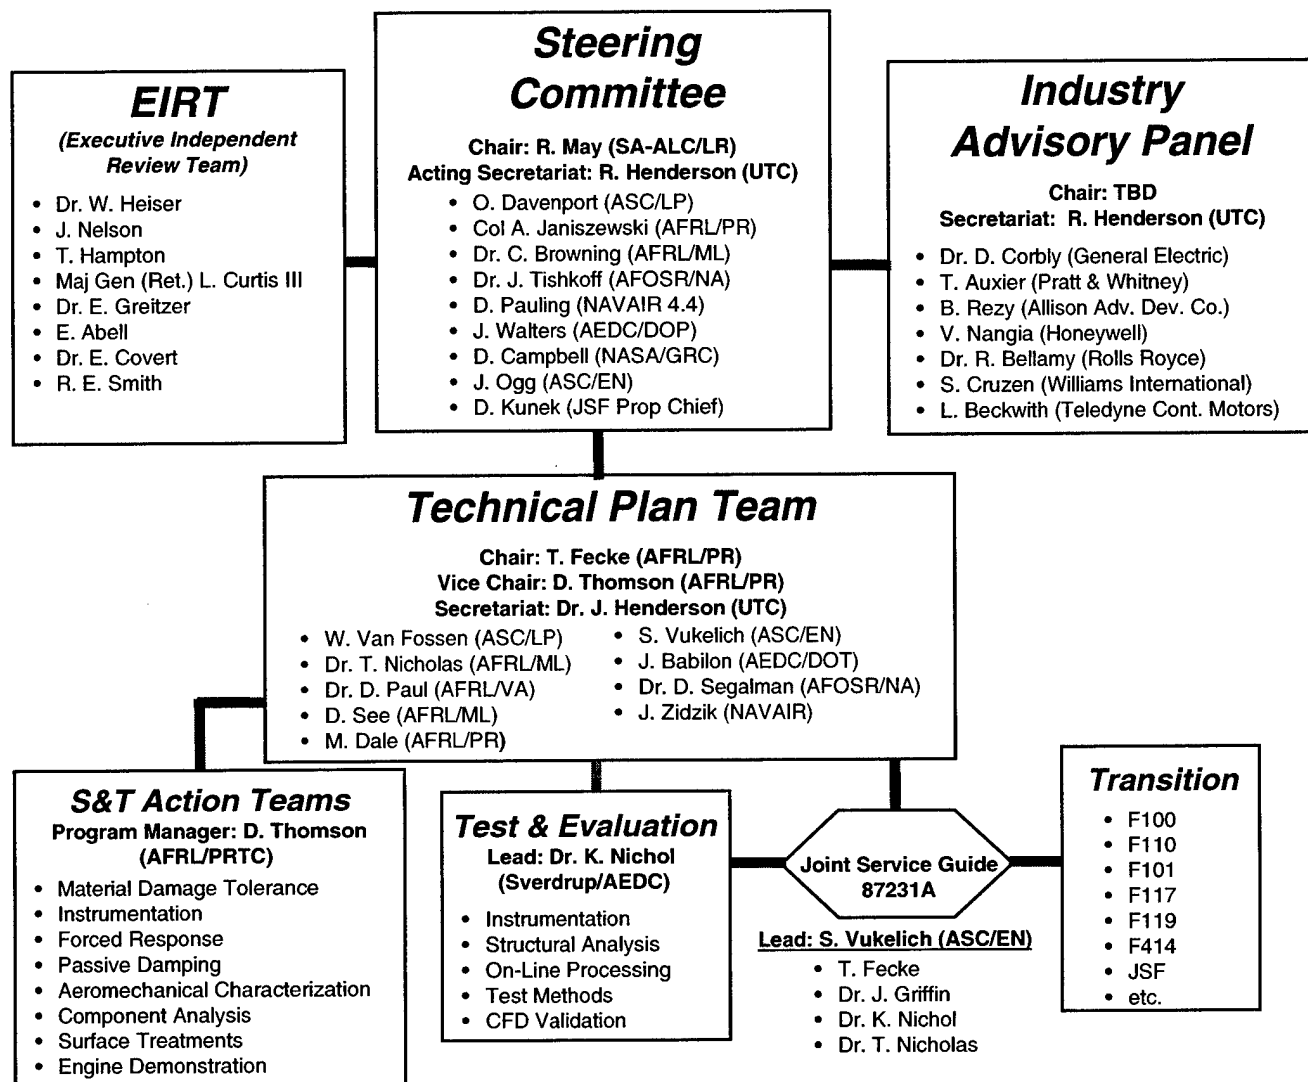 EIRT
(Executive Independent
Review Team)
• Dr. W. Heiser
• J. Nelson
• T. Hampton
• Maj Gen (Ret.) L. Curtis III
• Dr. E. Greitzer
• E. Abell
• Dr. E. Covert
• R. E. Smith
Steering
Committee
Chair: R. May (SA-ALC/LR)
Acting Secretariat: R. Henderson (UTC)
• O. Davenport (ASC/LP)
• Col A. Janiszewski (AFRL/PR)
• Dr. C. Browning (AFRL/ML)
• Dr. J. Tishkoff (AFOSR/NA)
• D. Pauling (NAVAIR 4.4)
• J. Walters (AEDC/DOP)
• D. Campbell (NASA/GRC)
• J. Ogg (ASC/EN)
• D. Kunek (JSF Prop Chief)
Industry
Advisory Panel
Chair: TBD
Secretariat: R. Henderson (UTC)
• Dr. D. Corbly (General Electric)
• T. Auxier (Pratt & Whitney)
• B. Rezy (Allison Adv. Dev. Co.)
• V. Nangia (Honeywell)
• Dr. R. Bellamy (Rolls Royce)
• S. Cruzen (Williams International)
• L. Beckwith (Teledyne Cont. Motors)
Technical Plan Team
Chair: T. Fecke (AFRL/PR)
Vice Chair: D. Thomson (AFRL/PR)
Secretariat: Dr. J. Henderson (UTC)
• W. Van Fossen (ASC/LP)
• Dr. T. Nicholas (AFRL/ML)
• Dr. D. Paul (AFRL/VA)
• D. See (AFRL/ML)
• M. Dale (AFRL/PR)
• S. Vukelich (ASC/EN)
• J. Babilon (AEDC/DOT)
• Dr. D. Segalman (AFOSR/NA)
• J. Zidzik (NAVAIR)
S&T Action Teams
Program Manager: D. Thomson
(AFRL/PRTC)
• Material Damage Tolerance
• Instrumentation
• Forced Response
• Passive Damping
• Aeromechanical Characterization
• Component Analysis
• Surface Treatments
• Engine Demonstration
Test & Evaluation
Lead: Dr. K. Nichol
(Sverdrup/AEDC)
• Instrumentation
• Structural Analysis
• On-Line Processing
• Test Methods
• CFD Validation
Joint Service Guide
87231A
Lead: S. Vukelich (ASC/EN)
• T. Fecke
• Dr. J. Griffin
• Dr. K. Nichol
• Dr. T. Nicholas
Transition
• F100
• F110
• F101
• F117
• F119
• F414
• JSF
• etc.